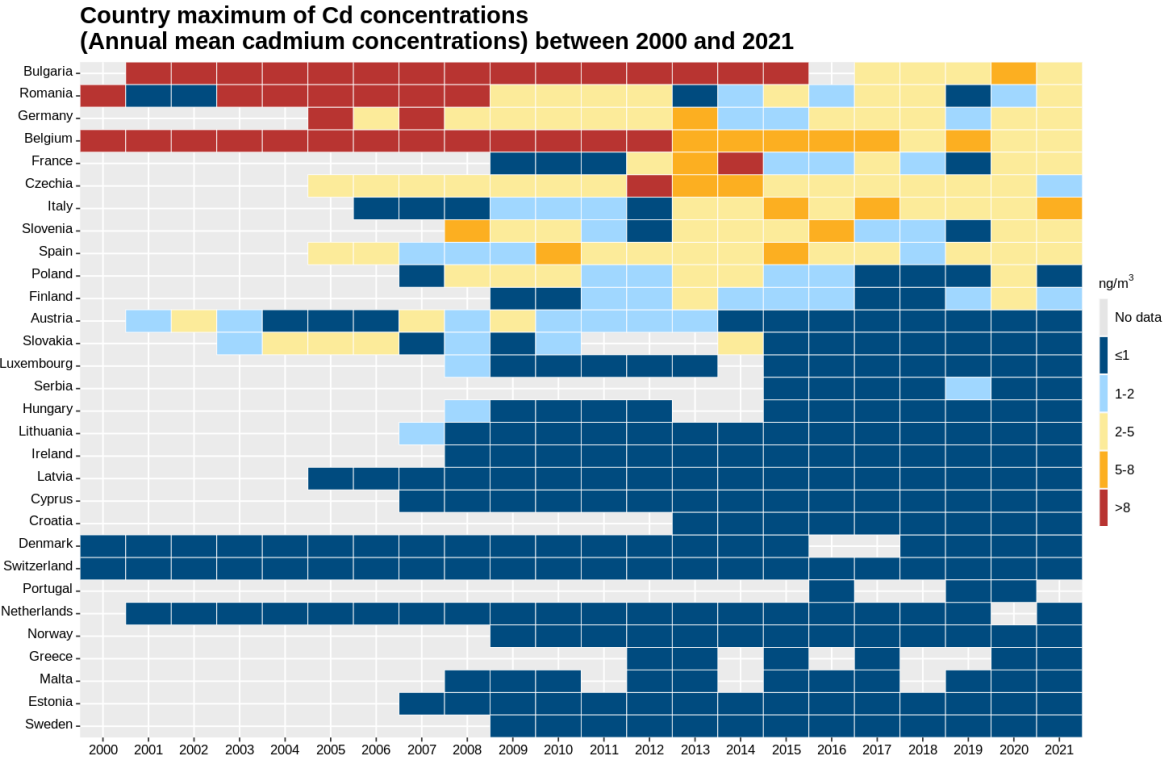 Country maximum of Cd concentrations
(Annual mean cadmium concentrations) between 2000 and 2021
Bulgaria
Romania
Germany
Belgium
France
Czechia
Italy
Slovenia
Spain
Poland
Finland
Austria
Slovakia
Luxembourg
Serbia
Hungary
Lithuania
Ireland
Latvia
Cyprus
Croatia
Denmark
Switzerland
Portugal
Netherlands
Norway
Greece
Malta
Estonia
Sweden
2000 2001 2002 2003 2004 2005 2006 2007 2008 2009 2010 2011 2012 2013 2014 2015 2016 2017 2018 2019 2020 2021
ng/m³
No data
≤1
1-2
2-5
5-8
>8